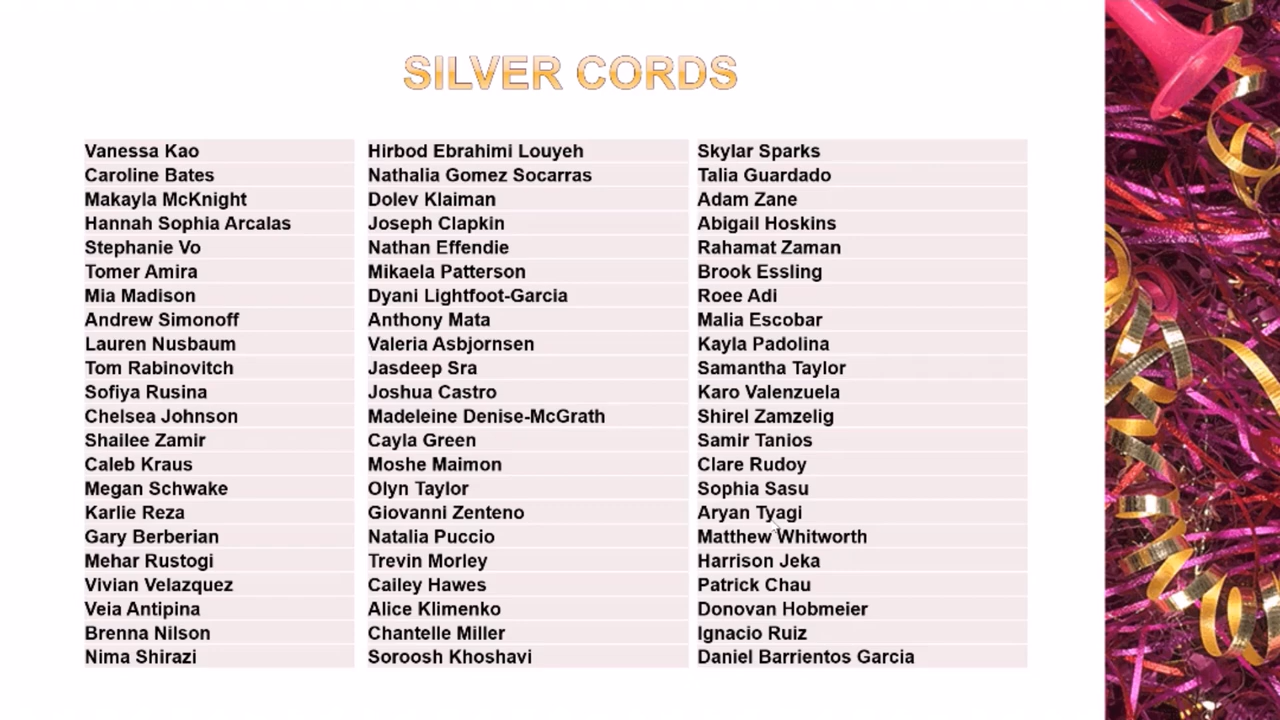 SILVER CORDS
Vanessa Kao
Caroline Bates
Makayla McKnight
Hannah Sophia Arcalas
Stephanie Vo
Tomer Amira
Mia Madison
Andrew Simonoff
Lauren Nusbaum
Tom Rabinovitch
Sofiya Rusina
Chelsea Johnson
Shailee Zamir
Caleb Kraus
Megan Schwake
Karlie Reza
Gary Berberian
Mehar Rustogi
Vivian Velazquez
Veia Antipina
Brenna Nilson
Nima Shirazi
Hirbod Ebrahimi Louyeh
Nathalia Gomez Socarras
Dolev Klaiman
Joseph Clapkin
Nathan Effendie
Mikaela Patterson
Dyani Lightfoot-Garcia
Anthony Mata
Valeria Asbjornsen
Jasdeep Sra
Joshua Castro
Madeleine Denise-McGrath
Cayla Green
Moshe Maimon
Olyn Taylor
Giovanni Zenteno
Natalia Puccio
Trevin Morley
Cailey Hawes
Alice Klimenko
Chantelle Miller
Soroosh Khoshavi
Skylar Sparks
Talia Guardado
Adam Zane
Abigail Hoskins
Rahamat Zaman
Brook Essling
Roee Adi
Malia Escobar
Kayla Padolina
Samantha Taylor
Karo Valenzuela
Shirel Zamzelig
Samir Tanios
Clare Rudoy
Sophia Sasu
Aryan Tyagi
Matthew Whitworth
Harrison Jeka
Patrick Chau
Donovan Hobmeier
Ignacio Ruiz
Daniel Barrientos Garcia